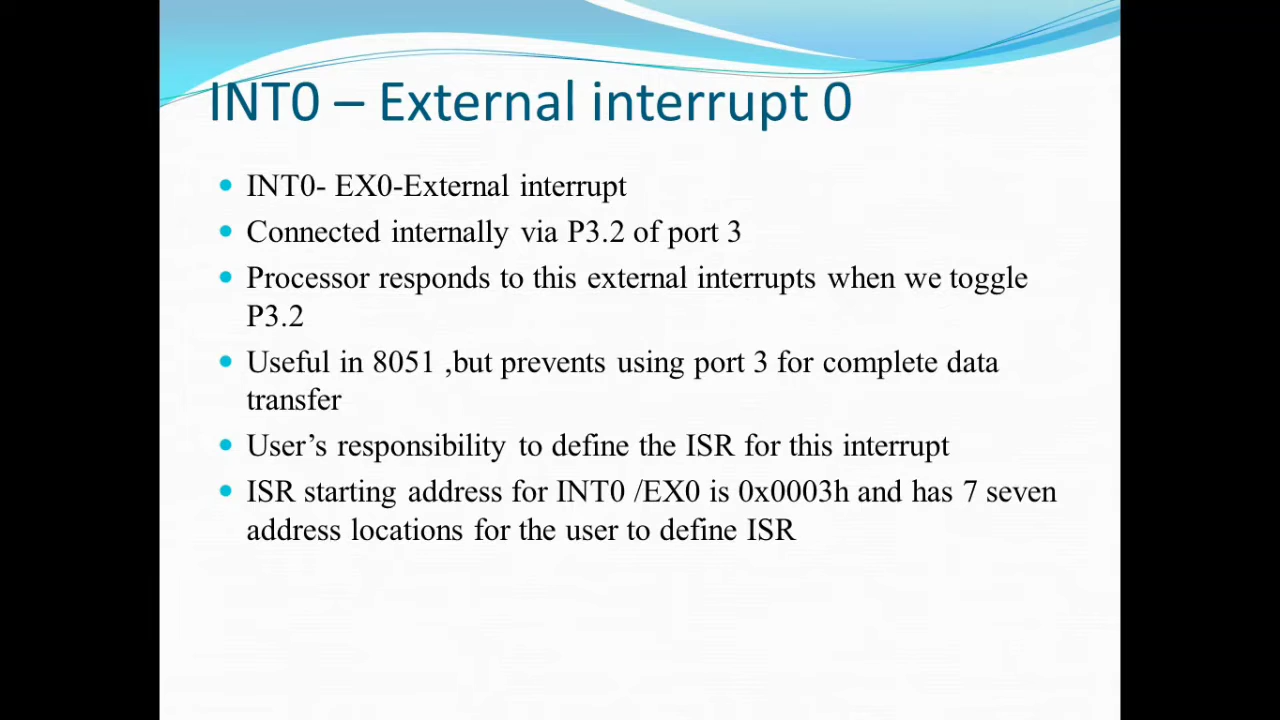 INT0 – External interrupt 0
INT0- EX0-External interrupt
Connected internally via P3.2 of port 3
Processor responds to this external interrupts when we toggle
P3.2
Useful in 8051 ,but prevents using port 3 for complete data
transfer
User’s responsibility to define the ISR for this interrupt
ISR starting address for INT0 /EX0 is 0x0003h and has 7 seven
address locations for the user to define ISR